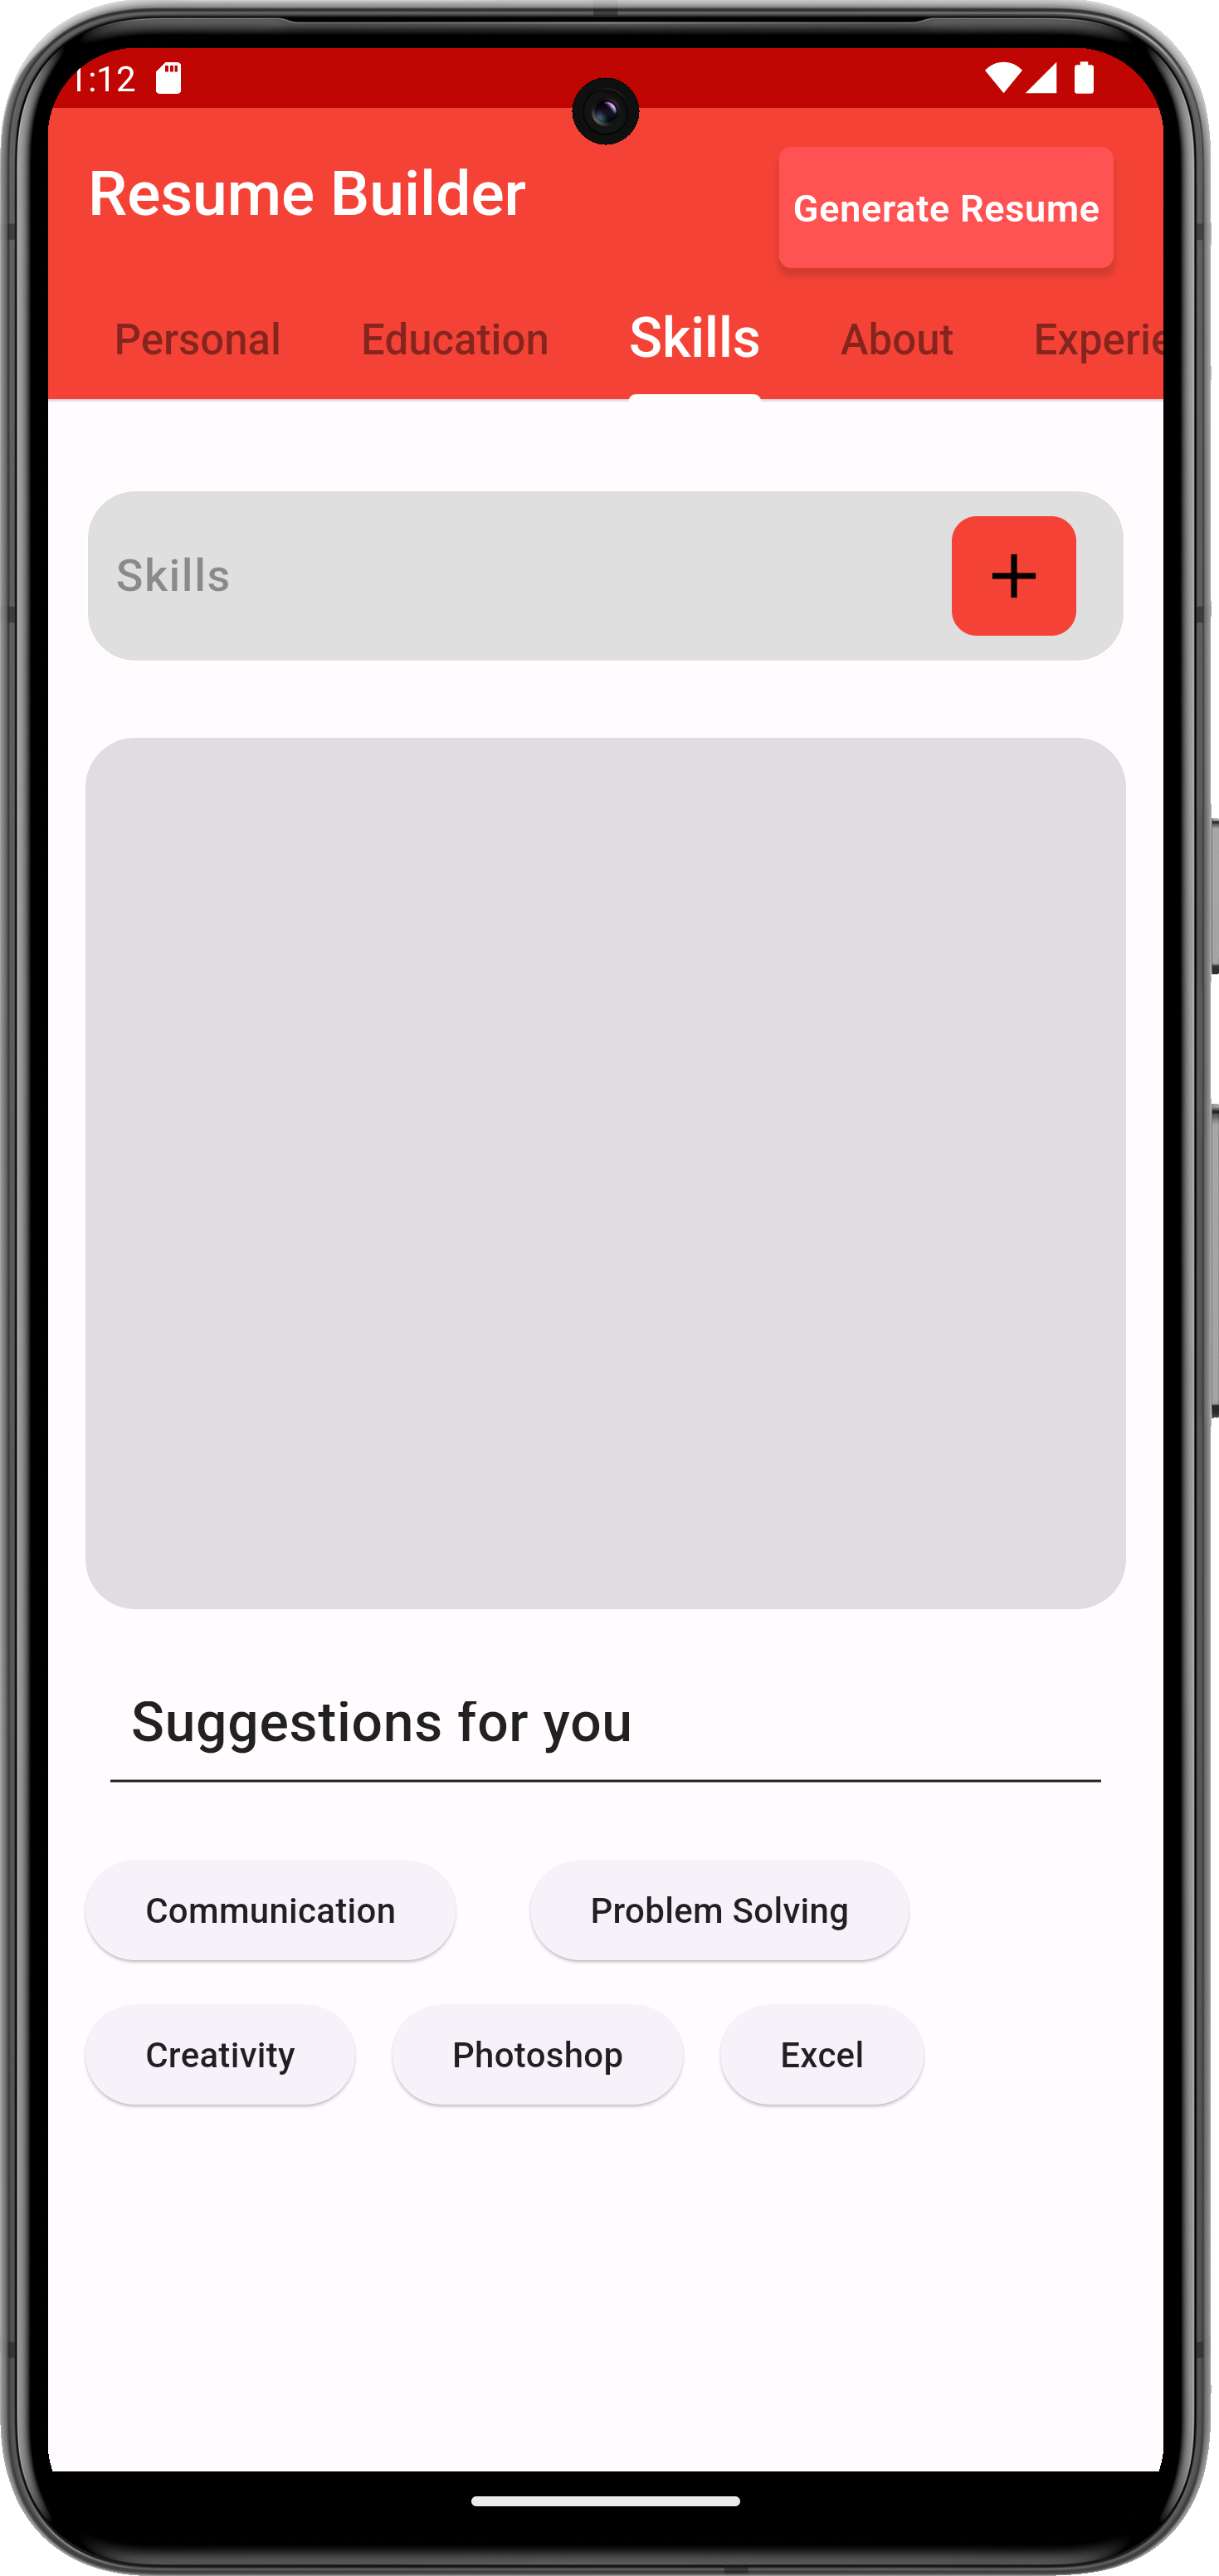 1:12
Resume Builder
Generate Resume
Personal Education Skills About Experie
Skills
Suggestions for you
Communication Problem Solving
Creativity Photoshop Excel